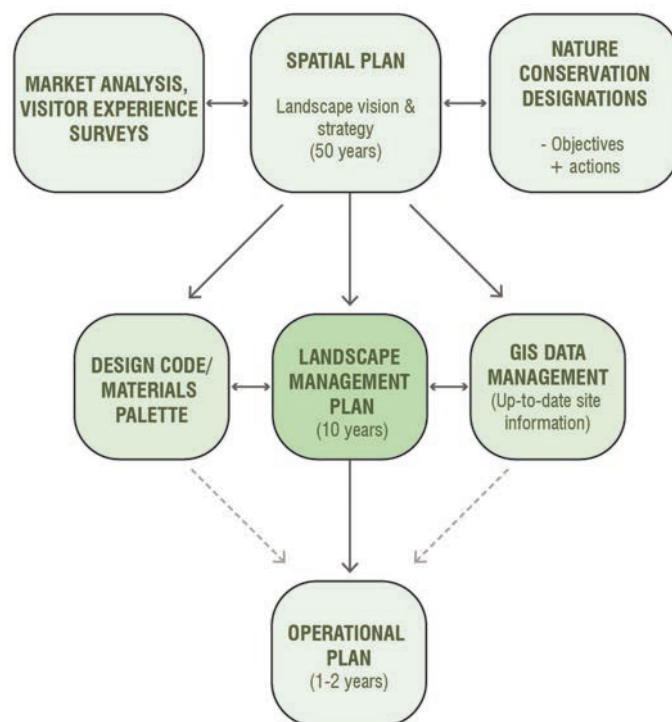 MARKET ANALYSIS,
VISITOR EXPERIENCE
SURVEYS
SPATIAL PLAN
Landscape vision &
strategy
(50 years)
NATURE
CONSERVATION
DESIGNATIONS
- Objectives
+ actions
DESIGN CODE/
MATERIALS
PALETTE
LANDSCAPE
MANAGEMENT
PLAN
(10 years)
GIS DATA
MANAGEMENT
(Up-to-date site
information)
OPERATIONAL
PLAN
(1-2 years)